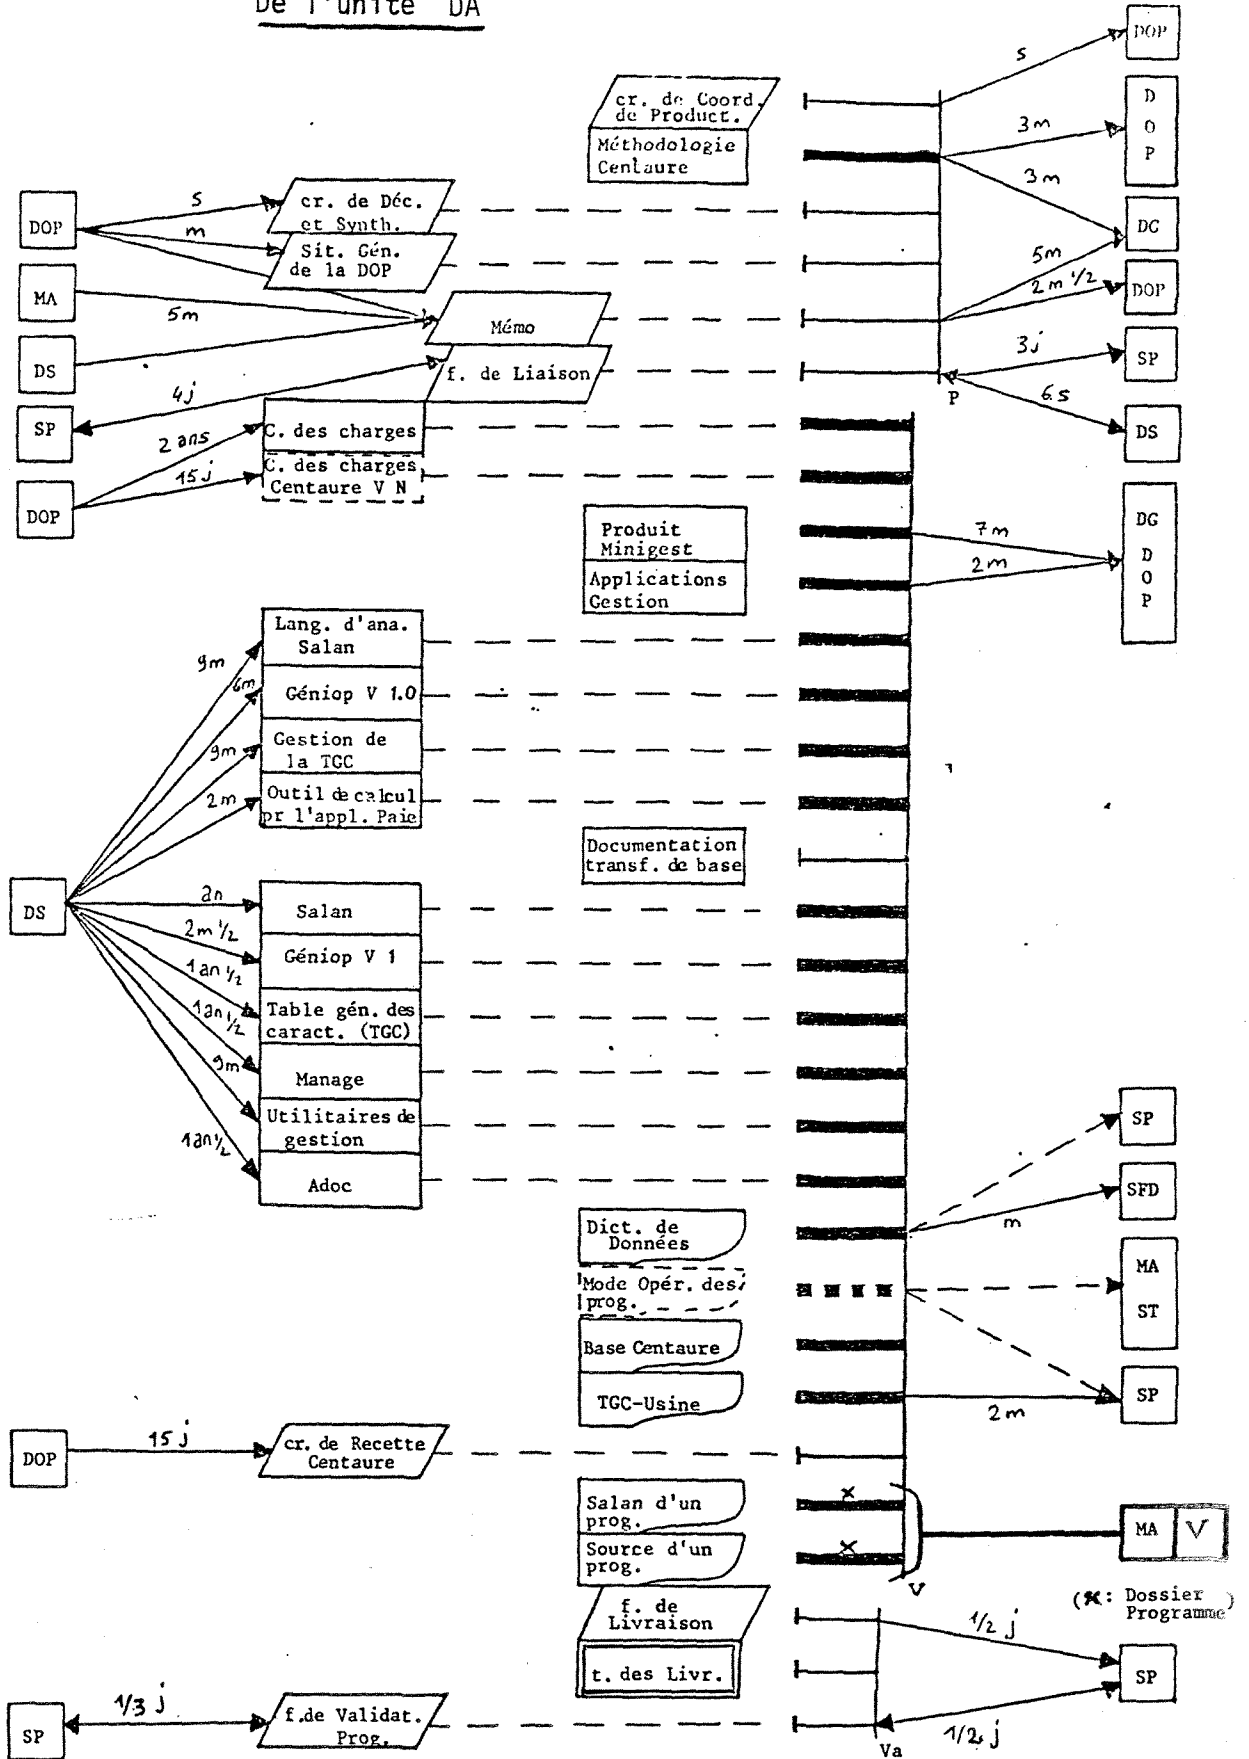 De l'unité DA
DOP
s
cr. de Coord.
de Product.
D
O
P
3m
Méthodologie
Centaure
3m
DOP
s
cr. de Déc.
et Synth.
m
DG
Sit. Gén.
de la DOP
5m
2m 1/2
DOP
MA
5m
Mémo
DS
f. de Liaison
3j
SP
4j
P
6s
SP
DS
2 ans
C. des charges
15j
C. des charges
Centaure V N
DOP
Produit
Minigest
7m
DG
D
O
P
2m
Applications
Gestion
Lang. d'ana.
Salan
9m
6m
Géniop V 1.0
9m
Gestion de
la TGC
2m
Outil de calcul
pr l'appl. Paie
Documentation
transf. de base
DS
an
Salan
2m 1/2
Géniop V 1
1an 1/2
Table gén. des
caract. (TGC)
1an 1/2
Manage
9m
Utilitaires de
gestion
SP
1an 1/2
Adoc
SFD
m
Dict. de
Données
MA
ST
Mode Opér. des
prog.
Base Centaure
TGC-Usine
SP
2m
DOP
15j
cr. de Recette
Centaure
Salan d'un
prog.
x
MA
V
Source d'un
prog.
x
V
(x: Dossier
Programme)
f. de
Livraison
1/2 j
t. des Livr.
SP
SP
1/3 j
f.de Validat.
Prog.
1/2 j
Va